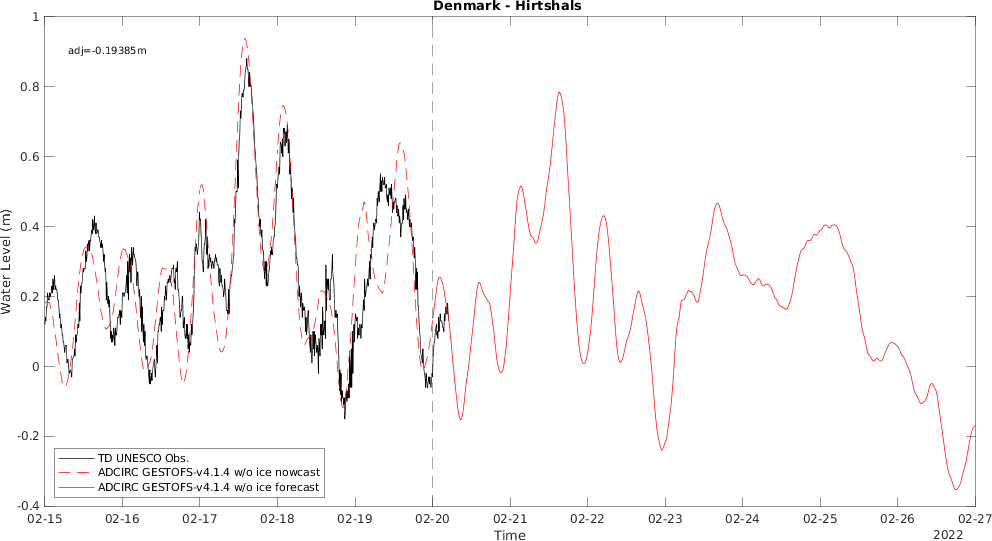 Denmark - Hirtshals
adj=-0.19385m
Water Level (m)
1
0.8
0.6
0.4
0.2
0
-0.2
-0.4
TD UNESCO Obs.
ADCIRC GESTOFS-v4.1.4 w/o ice nowcast
ADCIRC GESTOFS-v4.1.4 w/o ice forecast
02-15 02-16 02-17 02-18 02-19 02-20 02-21 02-22 02-23 02-24 02-25 02-26 02-27
Time
2022